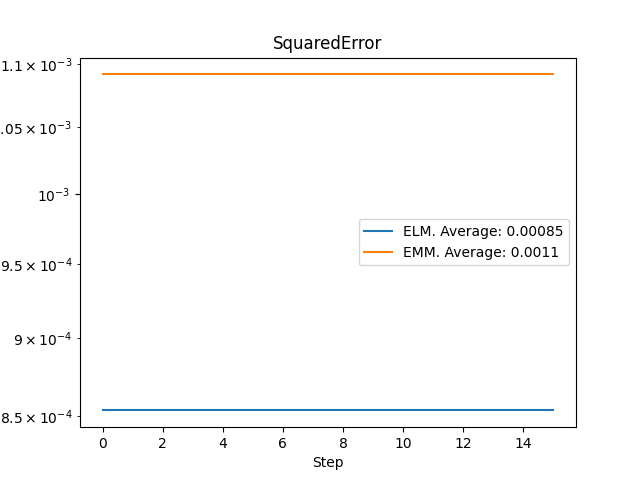 SquaredError
1.1 × 10⁻³
.05 × 10⁻³
10⁻³
9.5 × 10⁻⁴
9 × 10⁻⁴
8.5 × 10⁻⁴
ELM. Average: 0.00085
EMM. Average: 0.0011
0 2 4 6 8 10 12 14
Step